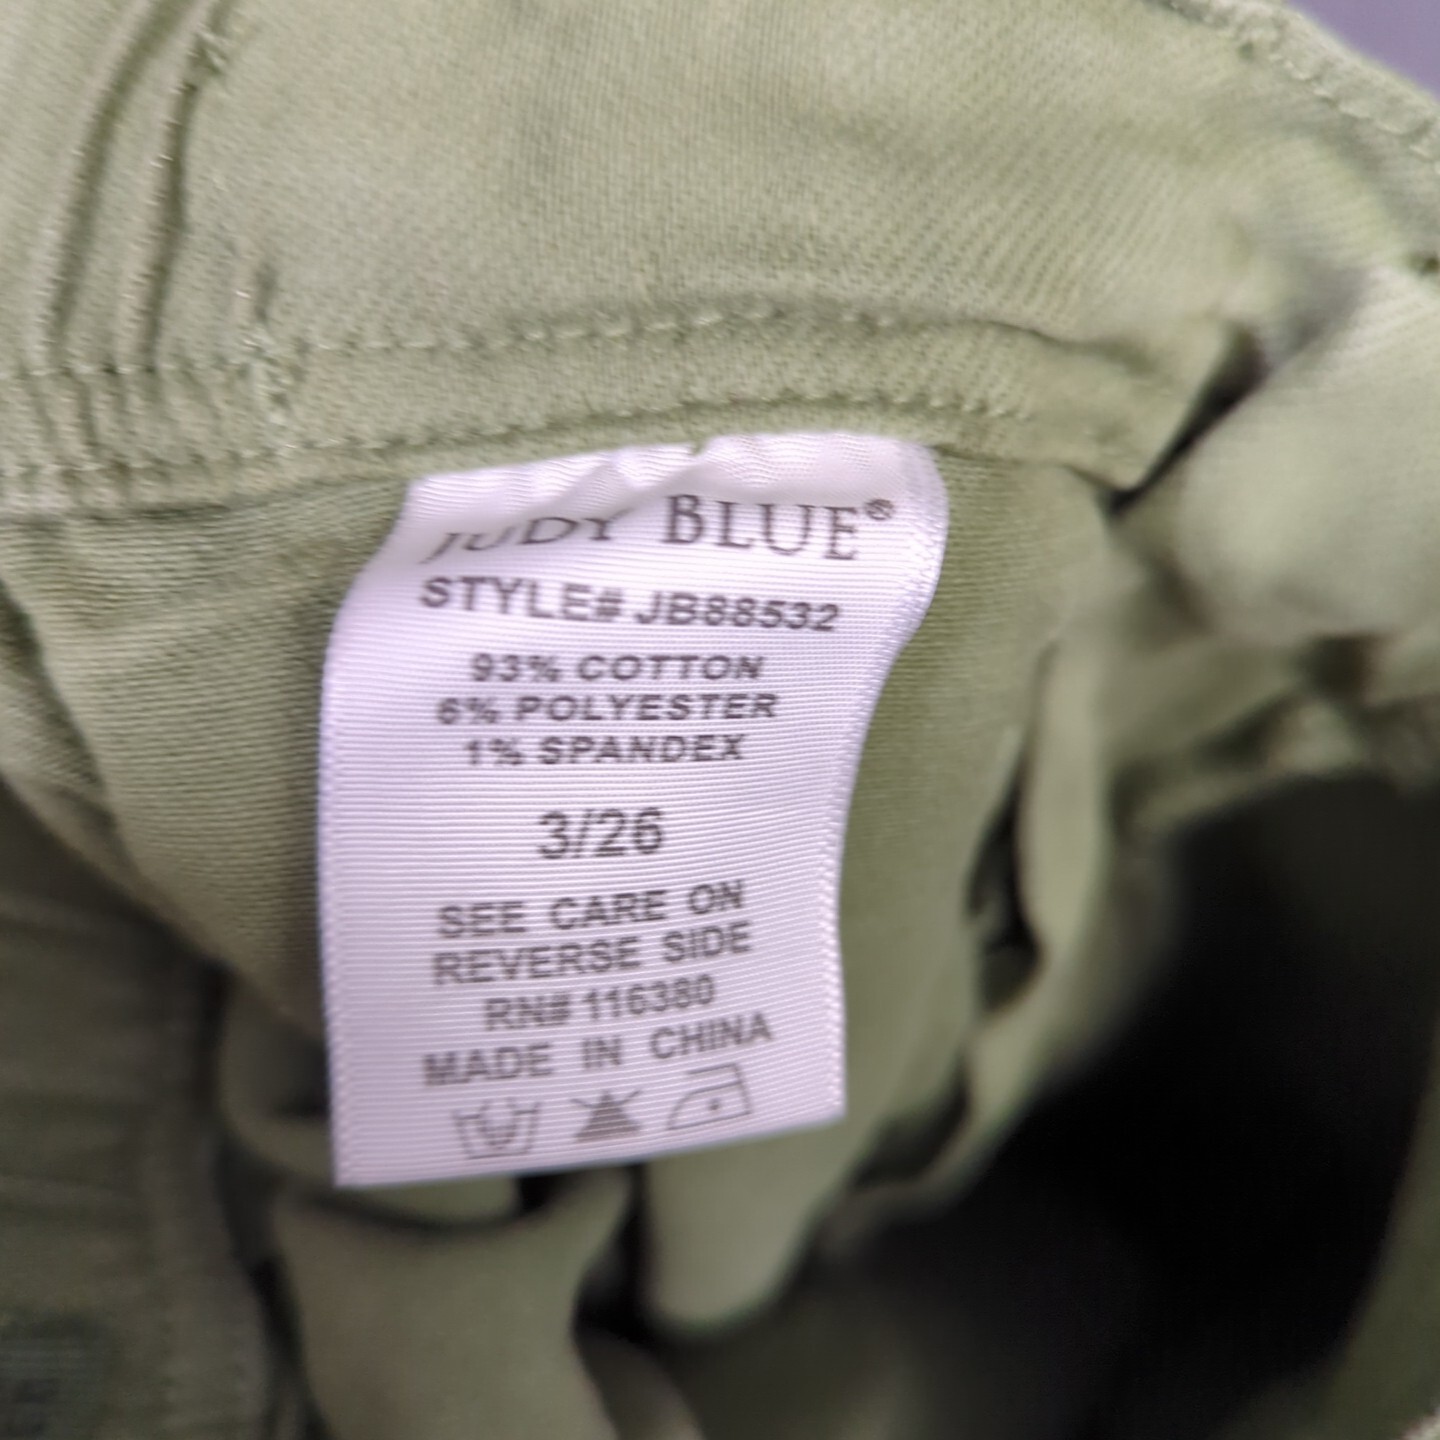 JUDY BLUE®
STYLE# JB88532
93% COTTON
6% POLYESTER
1% SPANDEX
3/26
SEE CARE ON
REVERSE SIDE
RN# 116380
MADE IN CHINA